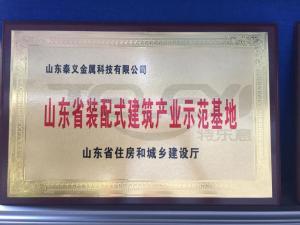 山东泰义金属科技有限公司
山东省装配式建筑产业示范基地
山东省住房和城乡建设厅